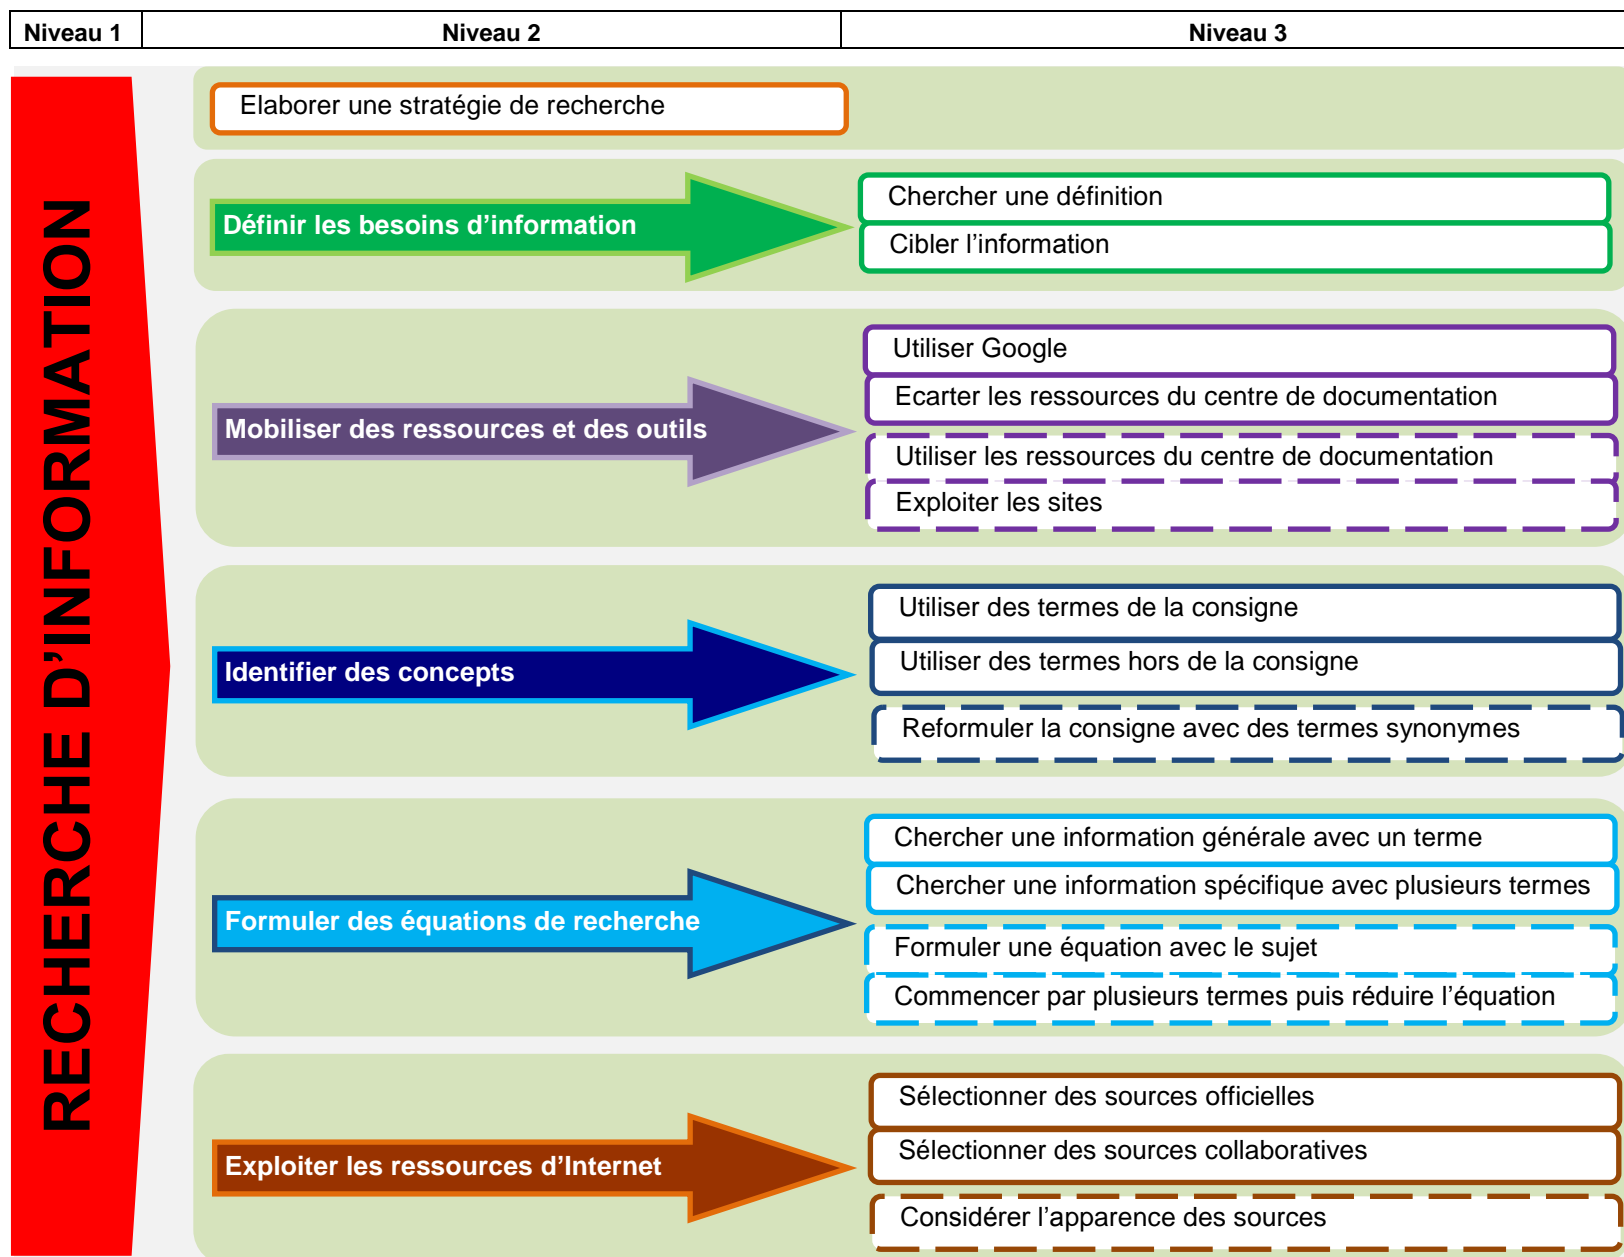 Niveau 1
Niveau 2
Niveau 3
RECHERCHE D’INFORMATION
Elaborer une stratégie de recherche
Définir les besoins d’information
Chercher une définition
Cibler l’information
Mobiliser des ressources et des outils
Utiliser Google
Ecarter les ressources du centre de documentation
Utiliser les ressources du centre de documentation
Exploiter les sites
Identifier des concepts
Utiliser des termes de la consigne
Utiliser des termes hors de la consigne
Reformuler la consigne avec des termes synonymes
Formuler des équations de recherche
Chercher une information générale avec un terme
Chercher une information spécifique avec plusieurs termes
Formuler une équation avec le sujet
Commencer par plusieurs termes puis réduire l’équation
Exploiter les ressources d’Internet
Sélectionner des sources officielles
Sélectionner des sources collaboratives
Considérer l’apparence des sources